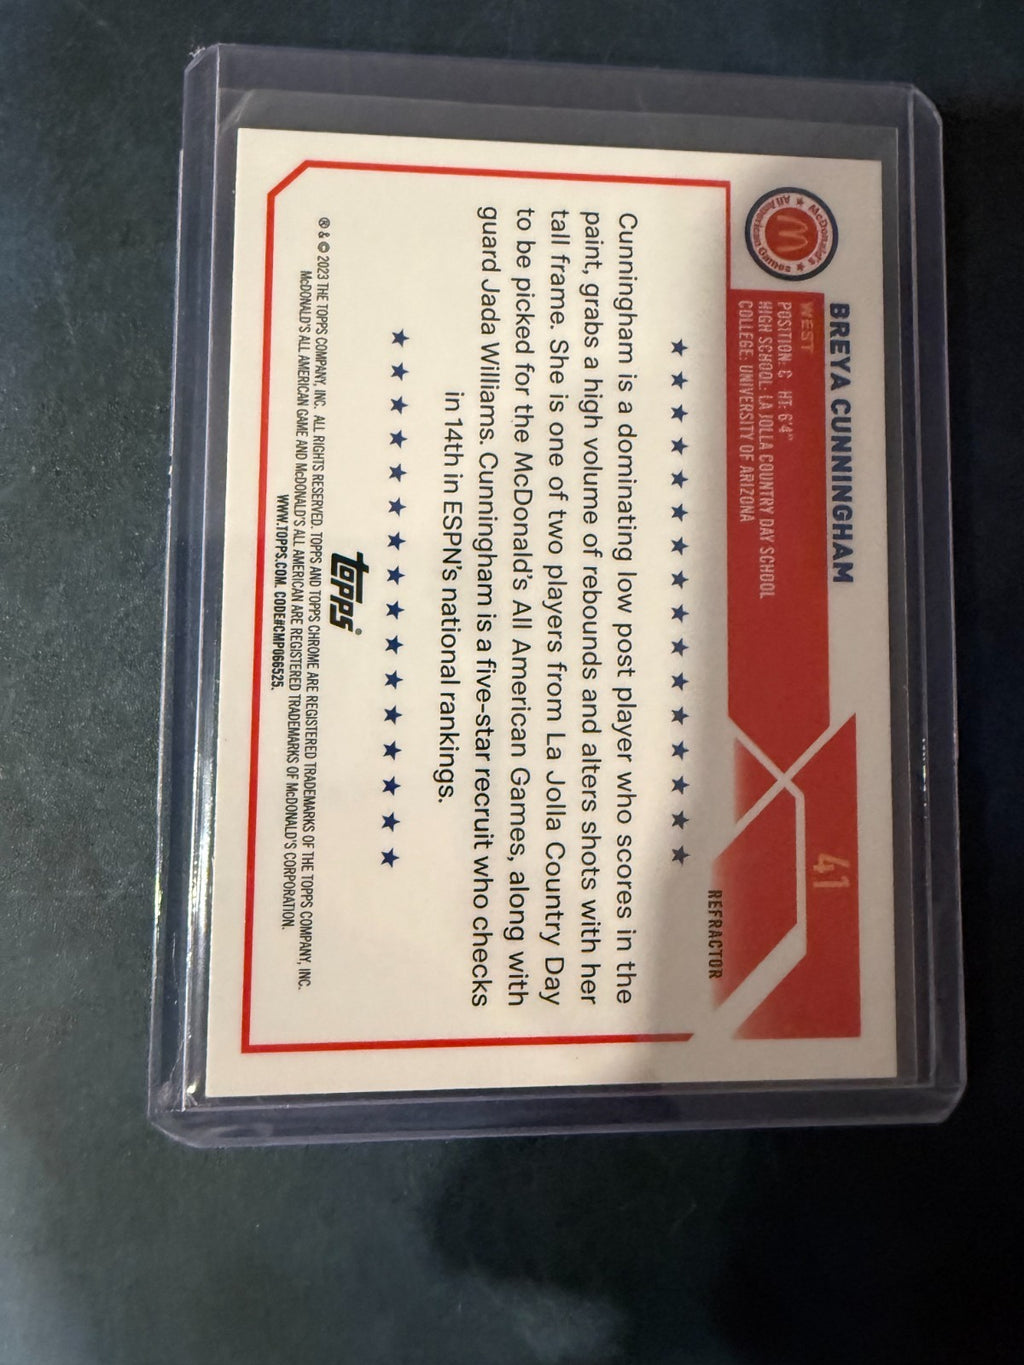 McDonald's
All American Games
BREYA CUNNINGHAM
41
WEST
POSITION: C HT: 6'4"
HIGH SCHOOL: LA JOLLA COUNTRY DAY SCHOOL
COLLEGE: UNIVERSITY OF ARIZONA
REFRACTOR
Cunningham is a dominating low post player who scores in the
paint, grabs a high volume of rebounds and alters shots with her
tall frame. She is one of two players from La Jolla Country Day
to be picked for the McDonald's All American Games, along with
guard Jada Williams. Cunningham is a five-star recruit who checks
in 14th in ESPN's national rankings.
topps®
® & © 2023 THE TOPPS COMPANY, INC. ALL RIGHTS RESERVED. TOPPS AND TOPPS CHROME ARE REGISTERED TRADEMARKS OF THE TOPPS COMPANY, INC.
McDONALD'S ALL AMERICAN GAME AND McDONALD'S ALL AMERICAN ARE REGISTERED TRADEMARKS OF McDONALD'S CORPORATION.
WWW.TOPPS.COM. CODE#CMP066525.